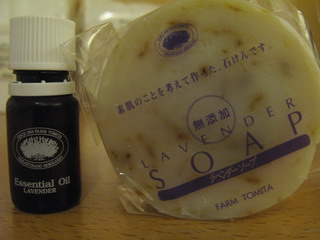 Essential Oil
LAVENDER
素肌のことを考えて作った、石けんです。
無添加
LAVENDER
SOAP
ラベンダーソープ
FARM TOMITA